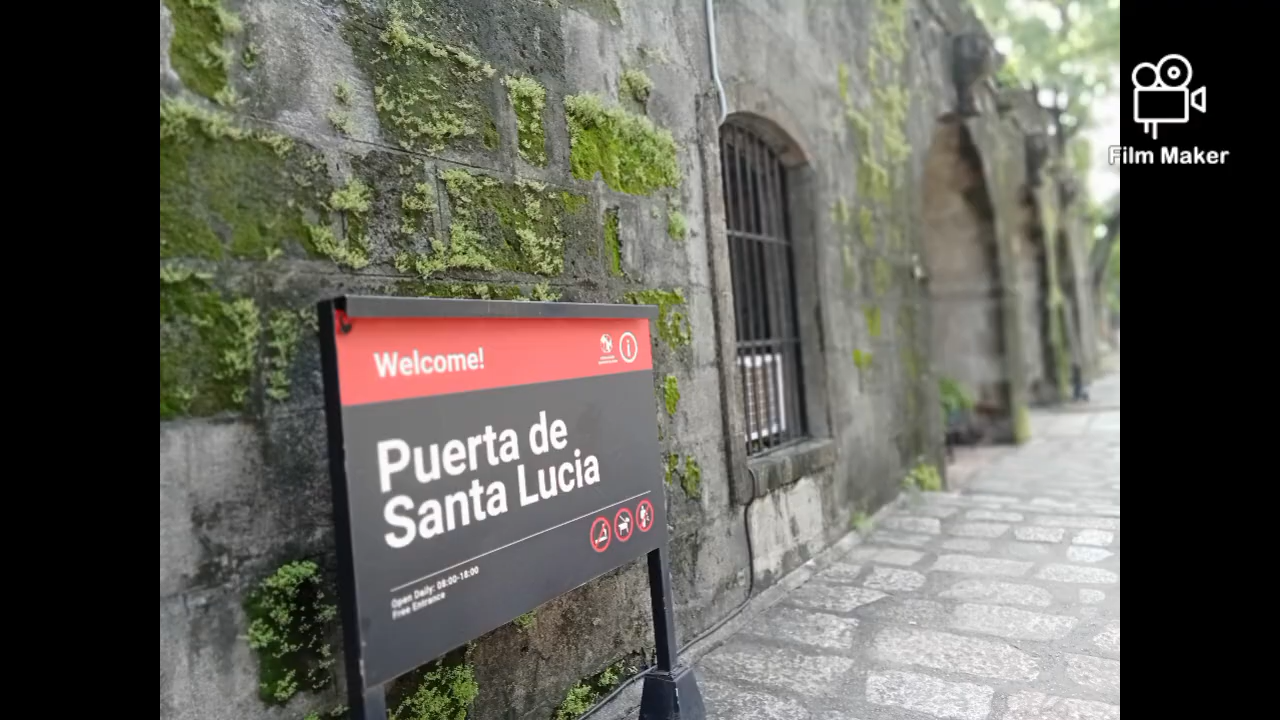 Film Maker
Welcome!
Puerta de
Santa Lucia
Open Daily: 08:00-18:00
Free Entrance